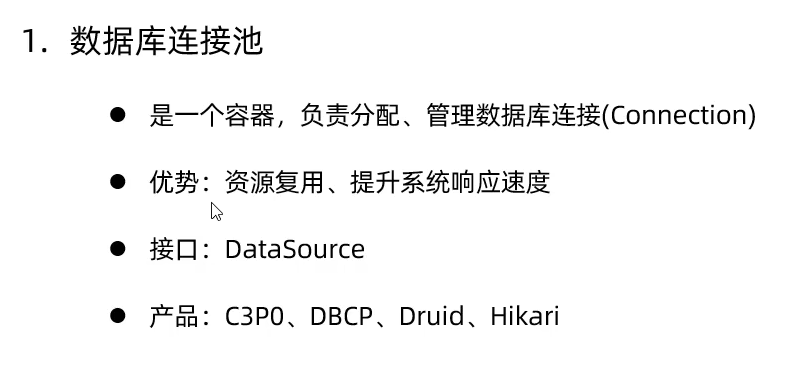 1. 数据库连接池
● 是一个容器，负责分配、管理数据库连接(Connection)
● 优势：资源复用、提升系统响应速度
● 接口：DataSource
● 产品：C3P0、DBCP、Druid、Hikari